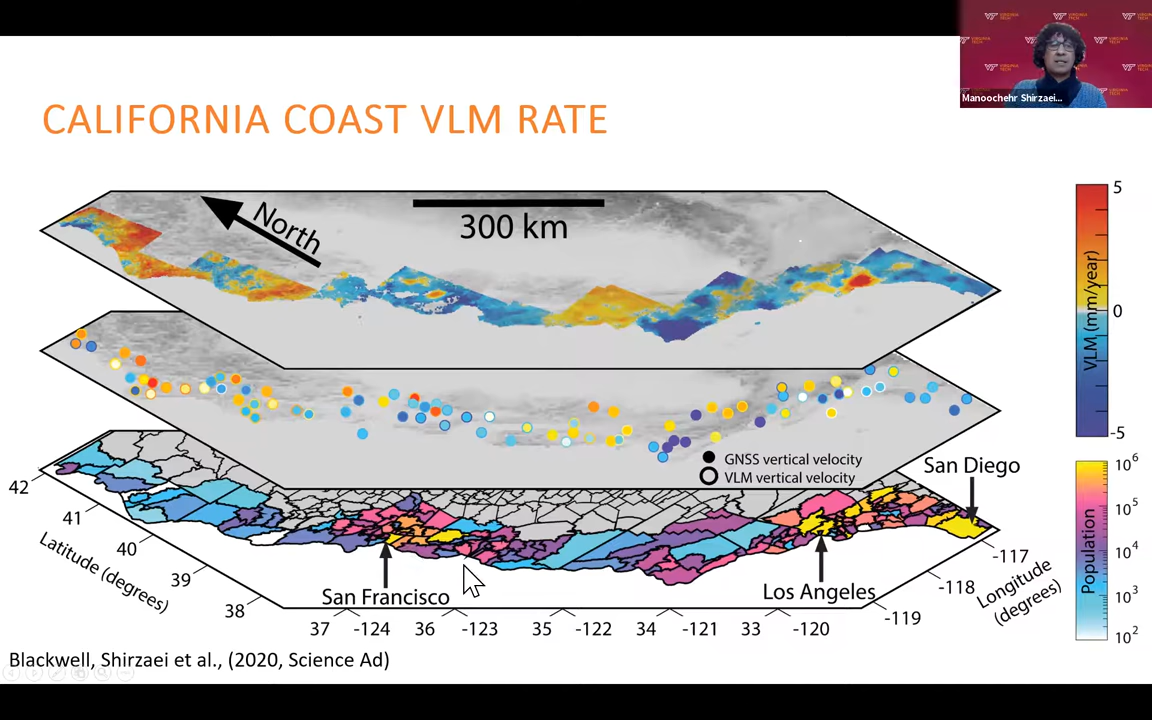 CALIFORNIA COAST VLM RATE
Manoochehr Shirzaei...
North
300 km
5
0
-5
VLM (mm/year)
GNSS vertical velocity
VLM vertical velocity
San Diego
San Francisco
Los Angeles
42
41
40
39
38
Latitude (degrees)
37 -124 36 -123 35 -122 34 -121 33 -120
-119
-118
-117
Longitude
(degrees)
10⁶
10⁵
10⁴
10³
10²
Population
Blackwell, Shirzaei et al., (2020, Science Ad)